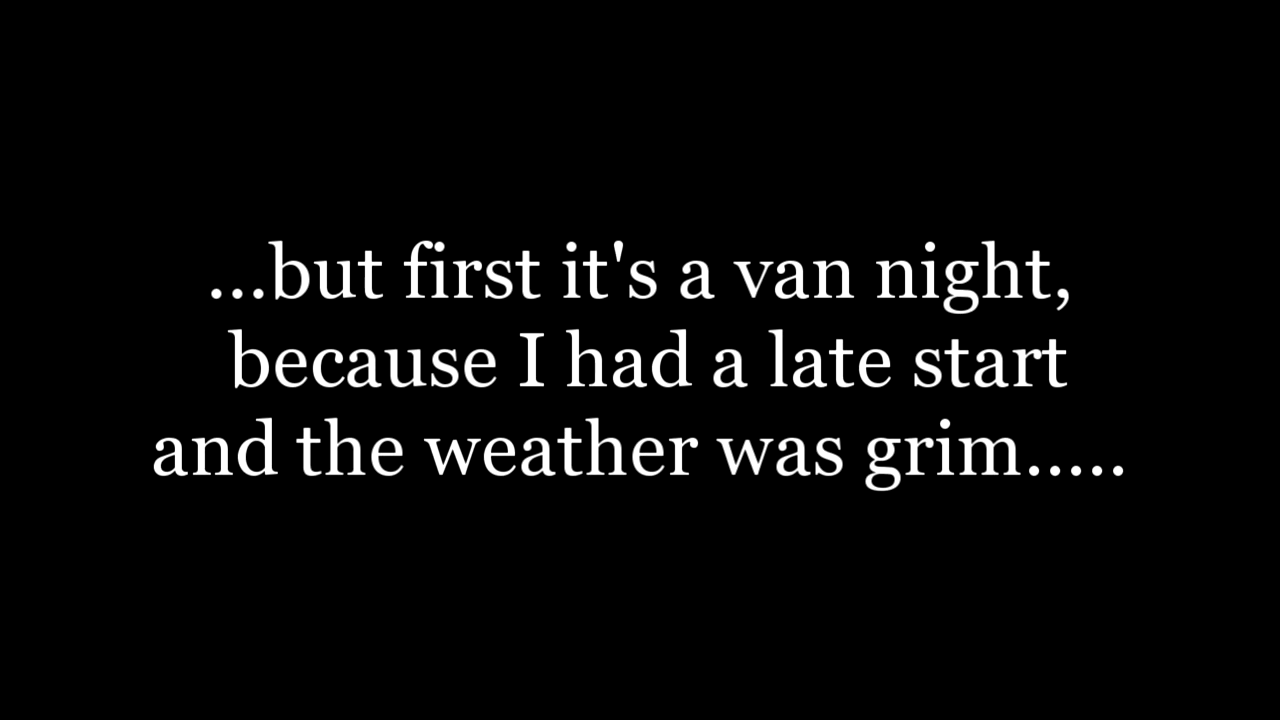 ...but first it's a van night,
because I had a late start
and the weather was grim.....